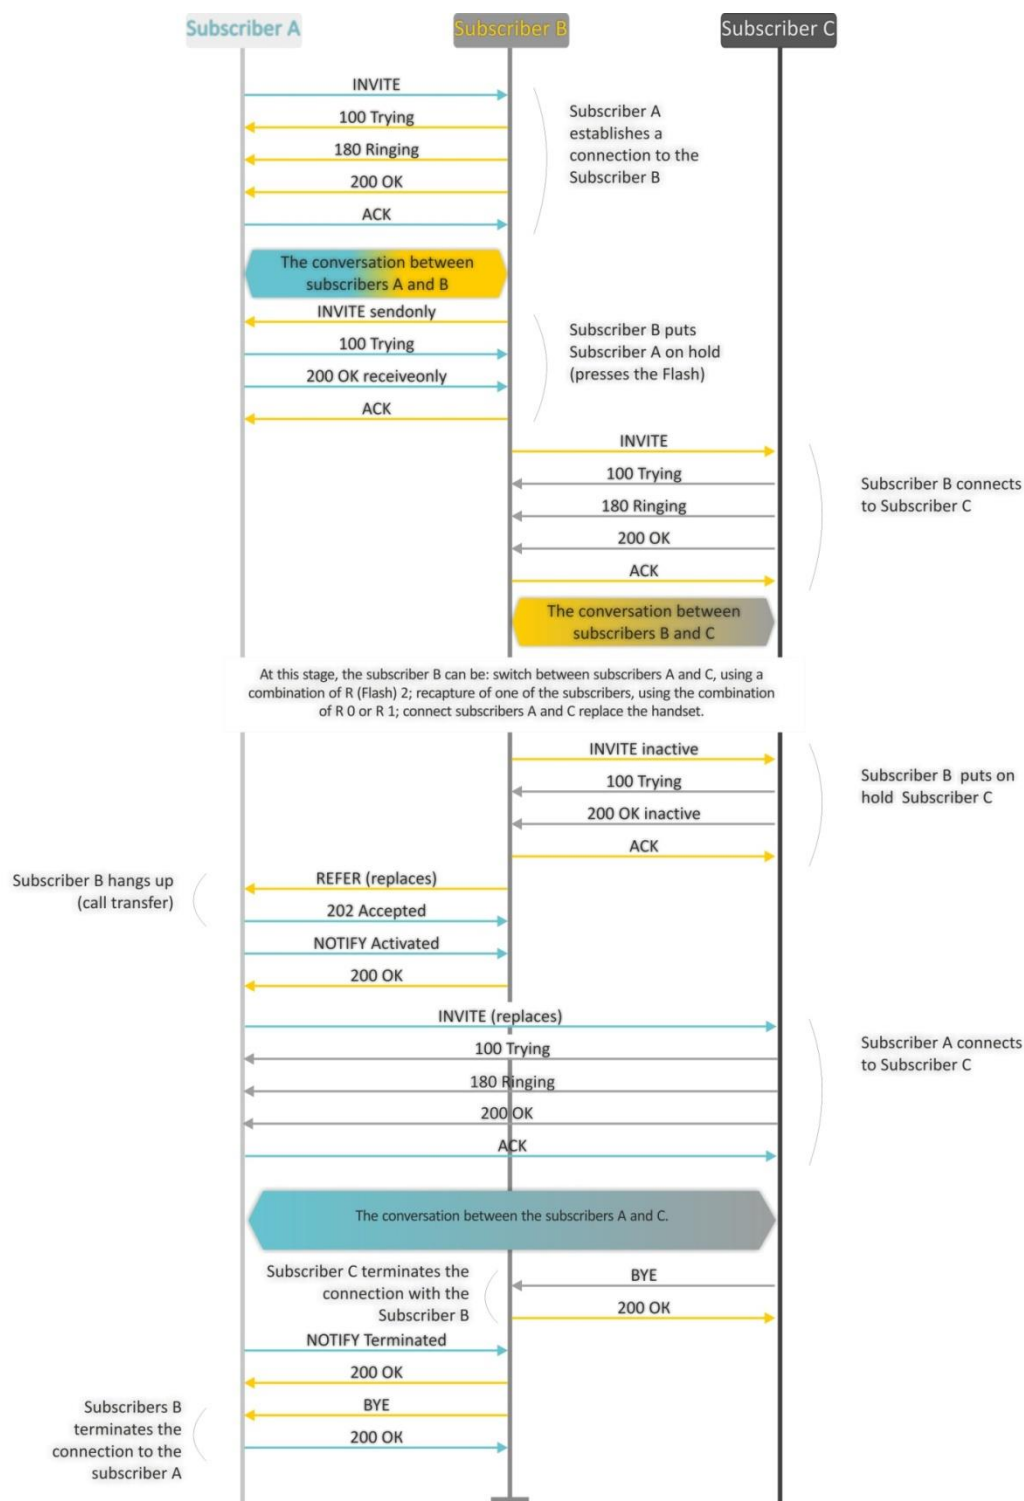 Subscriber A
Subscriber B
Subscriber C
INVITE
100 Trying
180 Ringing
200 OK
ACK
Subscriber A
establishes a
connection to the
Subscriber B
The conversation between
subscribers A and B
INVITE sendonly
100 Trying
200 OK receiveonly
ACK
Subscriber B puts
Subscriber A on hold
(presses the Flash)
INVITE
100 Trying
180 Ringing
200 OK
ACK
Subscriber B connects
to Subscriber C
The conversation between
subscribers B and C
At this stage, the subscriber B can be: switch between subscribers A and C, using a
combination of R (Flash) 2; recapture of one of the subscribers, using the combination
of R 0 or R 1; connect subscribers A and C replace the handset.
INVITE inactive
100 Trying
200 OK inactive
ACK
Subscriber B puts on
hold Subscriber C
Subscriber B hangs up
(call transfer)
REFER (replaces)
202 Accepted
NOTIFY Activated
200 OK
INVITE (replaces)
100 Trying
180 Ringing
200 OK
ACK
Subscriber A connects
to Subscriber C
The conversation between the subscribers A and C.
Subscriber C terminates the
connection with the
Subscriber B
BYE
200 OK
NOTIFY Terminated
200 OK
BYE
200 OK
Subscribers B
terminates the
connection to the
subscriber A